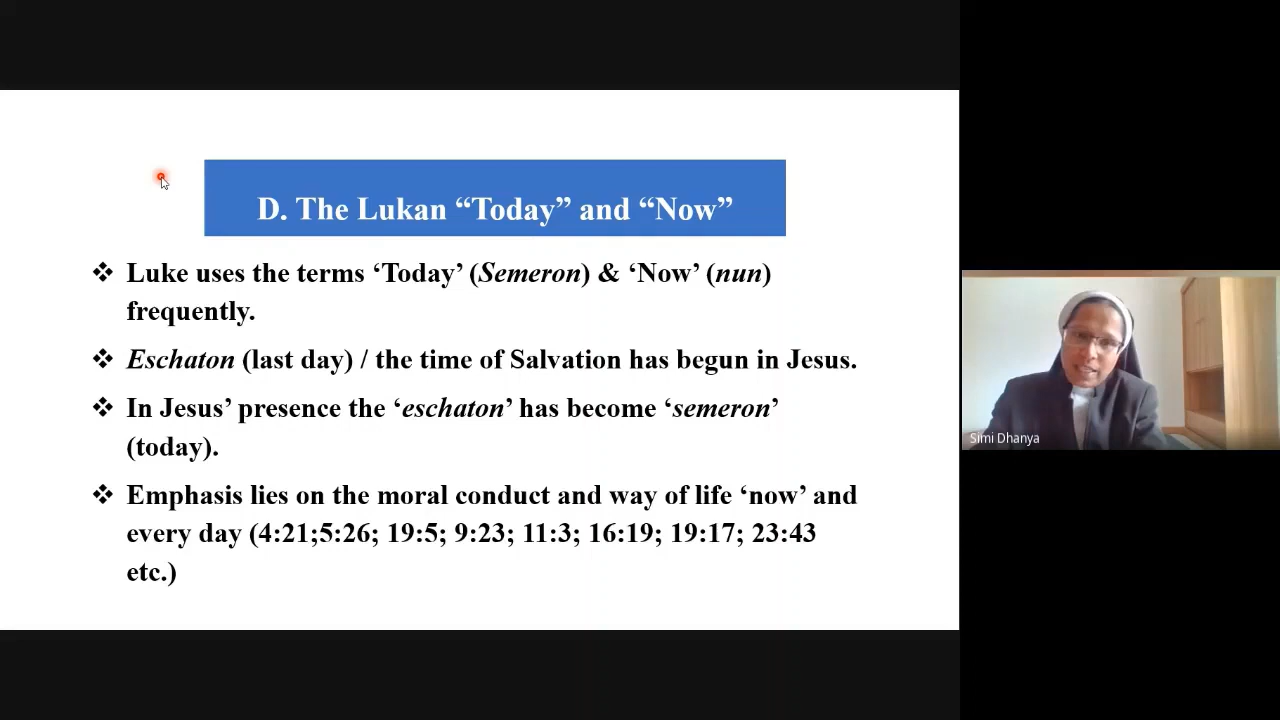 D. The Lukan “Today” and “Now”
❖ Luke uses the terms ‘Today’ (Semeron) & ‘Now’ (nun)
frequently.
❖ Eschaton (last day) / the time of Salvation has begun in Jesus.
❖ In Jesus’ presence the ‘eschaton’ has become ‘semeron’
(today).
❖ Emphasis lies on the moral conduct and way of life ‘now’ and
every day (4:21;5:26; 19:5; 9:23; 11:3; 16:19; 19:17; 23:43
etc.)
Simi Dhanya